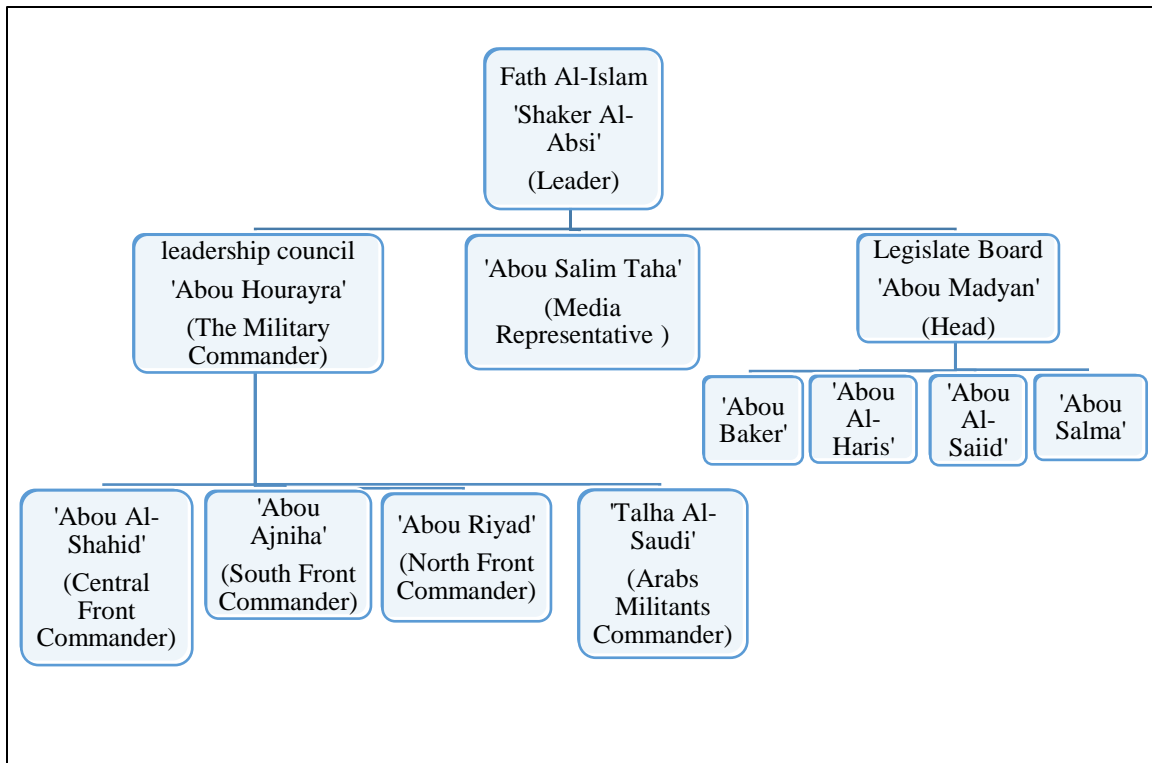 Fath Al-Islam
'Shaker Al-
Absi'
(Leader)
leadership council
'Abou Hourayra'
(The Military
Commander)
'Abou Salim Taha'
(Media
Representative )
Legislate Board
'Abou Madyan'
(Head)
'Abou
Baker'
'Abou
Al-
Haris'
'Abou
Al-
Saiid'
'Abou
Salma'
'Abou Al-
Shahid'
(Central
Front
Commander)
'Abou
Ajniha'
(South Front
Commander)
'Abou Riyad'
(North Front
Commander)
'Talha Al-
Saudi'
(Arabs
Militants
Commander)